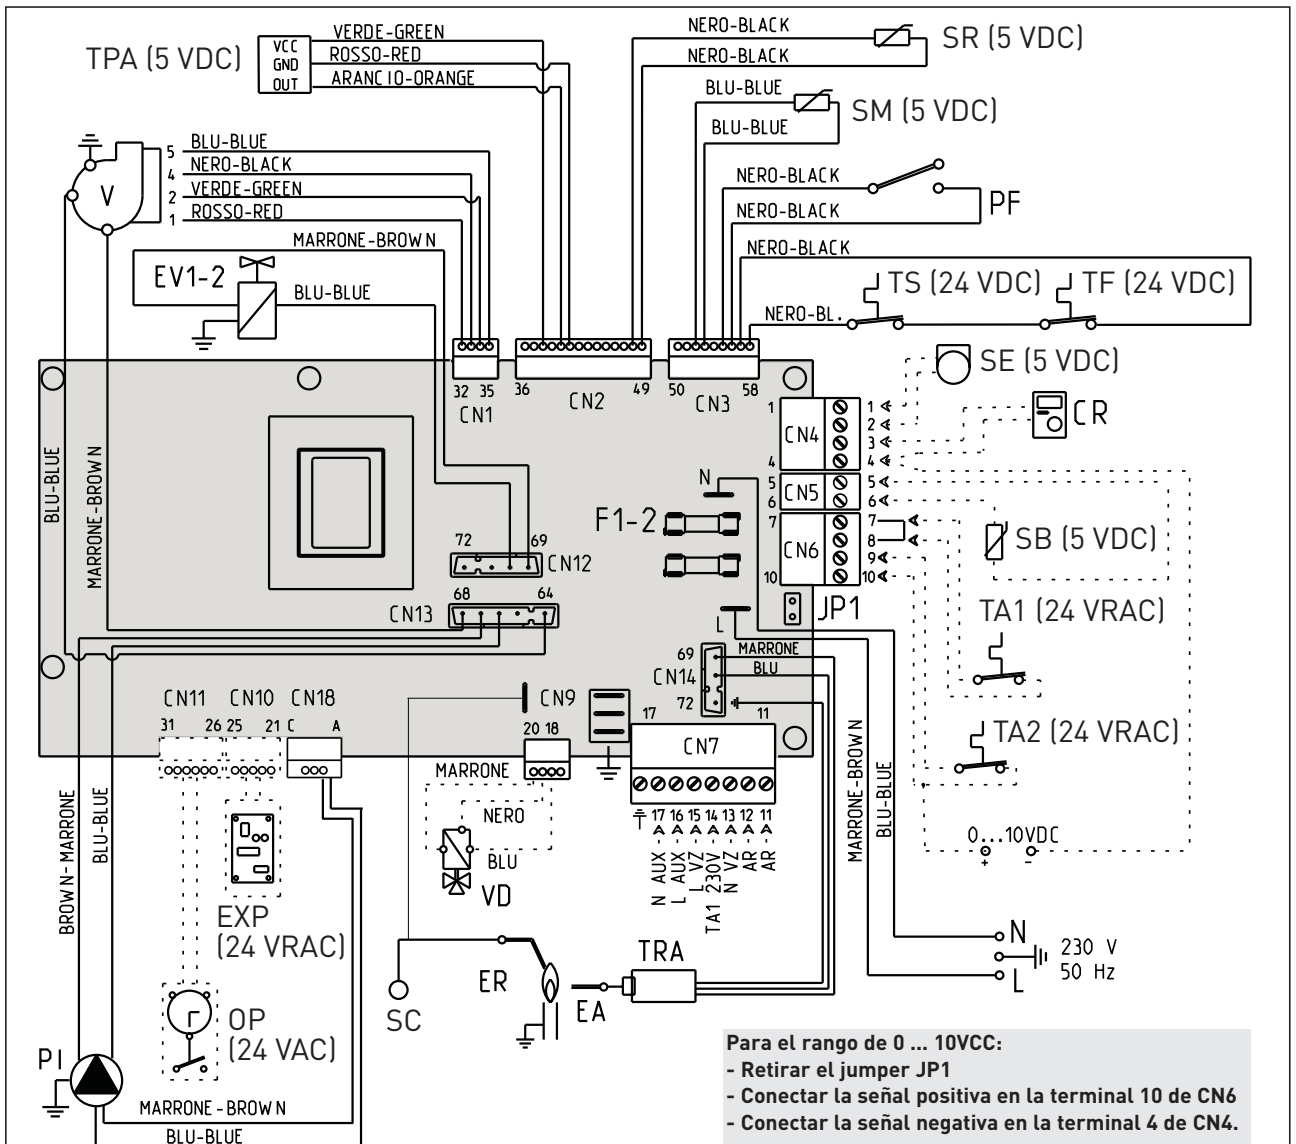 VERDE-GREEN
NERO-BLACK
TPA (5 VDC)
VCC
GND
OUT
ROSSO-RED
ARANCIO-ORANGE
SR (5 VDC)
NERO-BLACK
BLU-BLUE
SM (5 VDC)
BLU-BLUE
V
5
BLU-BLUE
4
NERO-BLACK
2
VERDE-GREEN
1
ROSSO-RED
NERO-BLACK
PF
NERO-BLACK
MARRONE-BROWN
NERO-BLACK
EV1-2
BLU-BLUE
TS (24 VDC)
TF (24 VDC)
NERO-BL.
32 35
CN1
36
CN2
49
50
CN3
58
SE (5 VDC)
CR
1
CN4
4
1
2
3
4
5
CN5
6
5
6
7
CN6
10
7
8
9
10
SB (5 VDC)
BLU-BLUE
MARRONE-BROWN
N
F1-2
72
69
CN12
68
64
CN13
JP1
TA1 (24 VRAC)
L
69
CN14
72
MARRONE
BLU
CN11
CN10
CN18
31
26
25
21
C
A
CN9
20 18
17
11
CN7
TA2 (24 VRAC)
MARRONE
NERO
BLU
VD
17
16
15
14
13
12
11
N AUX
L AUX
L VZ
TA1 230V
N VZ
AR
AR
MARRONE-BROWN
BLU-BLUE
0...10VDC
+
-
BROWN-MARRONE
BLU-BLUE
EXP
(24 VRAC)
N
230 V
50 Hz
L
TRA
ER
EA
SC
OP
(24 VAC)
PI
MARRONE-BROWN
BLU-BLUE
Para el rango de 0 ... 10VCC:
- Retirar el jumper JP1
- Conectar la señal positiva en la terminal 10 de CN6
- Conectar la señal negativa en la terminal 4 de CN4.